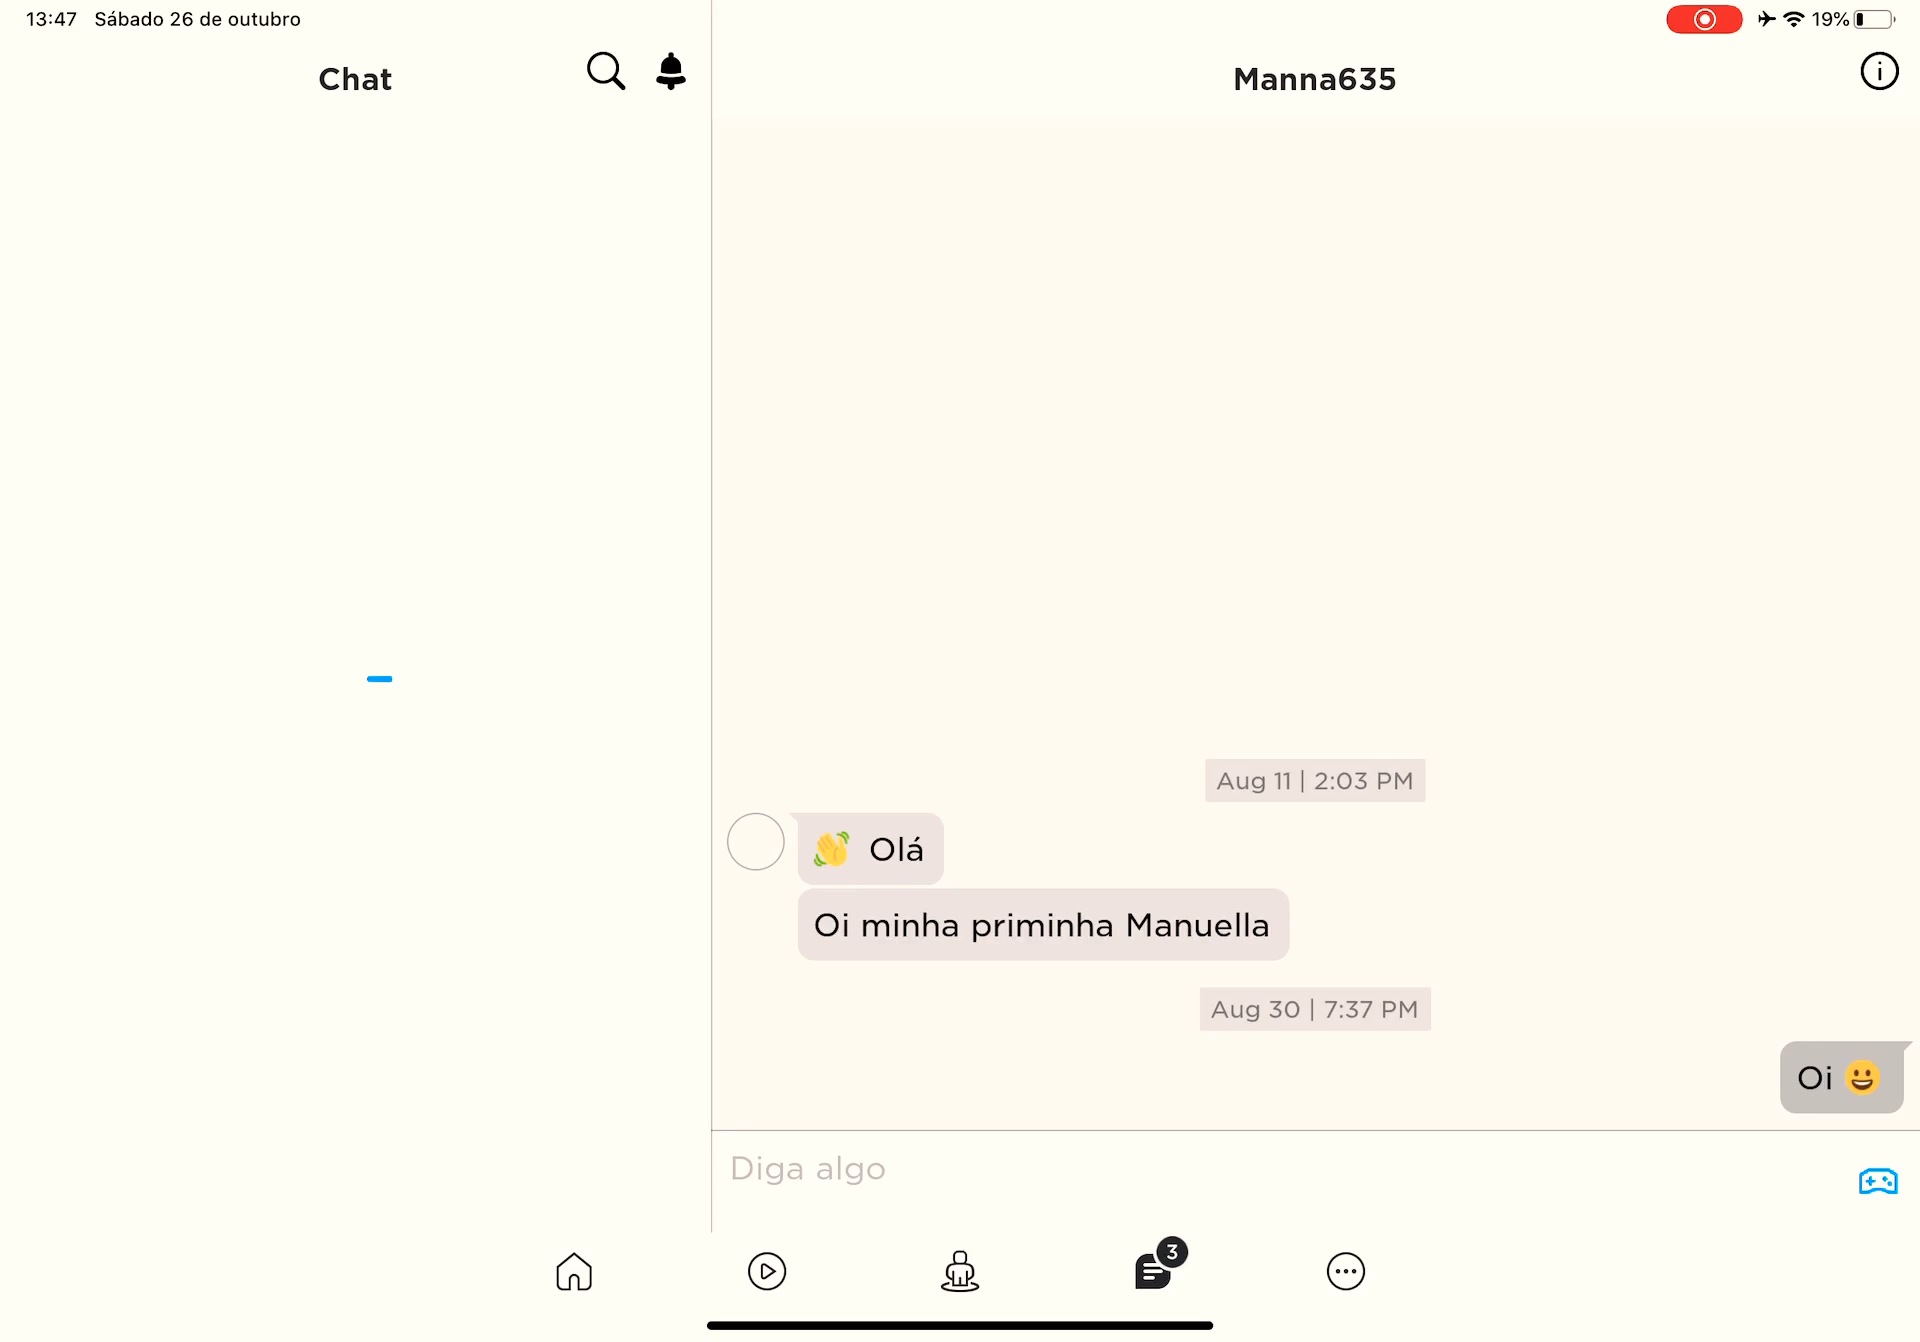 13:47 Sábado 26 de outubro
19%
Chat
Manna635
Aug 11 | 2:03 PM
👋 Olá
Oi minha priminha Manuella
Aug 30 | 7:37 PM
Oi 😀
Diga algo
3